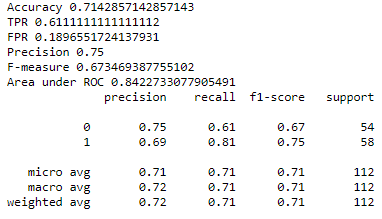 Accuracy 0.7142857142857143
TPR 0.6111111111111112
FPR 0.1896551724137931
Precision 0.75
F-measure 0.673469387755102
Area under ROC 0.8422733077905491
precision recall f1-score support
0 0.75 0.61 0.67 54
1 0.69 0.81 0.75 58
micro avg 0.71 0.71 0.71 112
macro avg 0.72 0.71 0.71 112
weighted avg 0.72 0.71 0.71 112